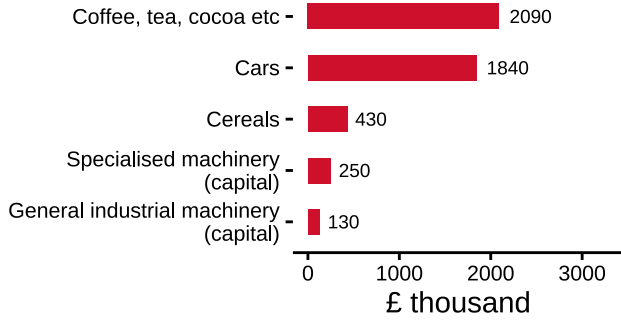 Coffee, tea, cocoa etc 2090
Cars 1840
Cereals 430
Specialised machinery
(capital) 250
General industrial machinery
(capital) 130
0 1000 2000 3000
£ thousand